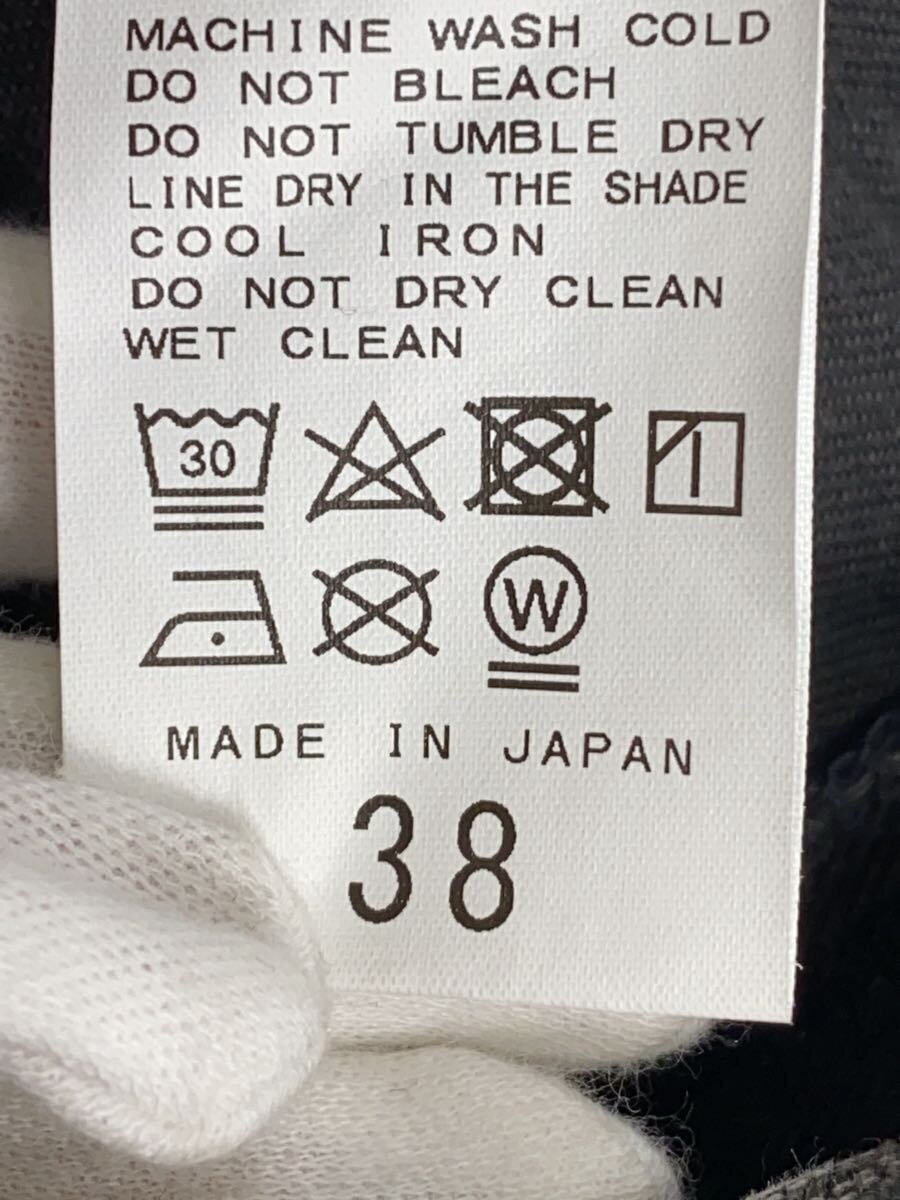 MACHINE WASH COLD
DO NOT BLEACH
DO NOT TUMBLE DRY
LINE DRY IN THE SHADE
COOL IRON
DO NOT DRY CLEAN
WET CLEAN
30
W
MADE IN JAPAN
38